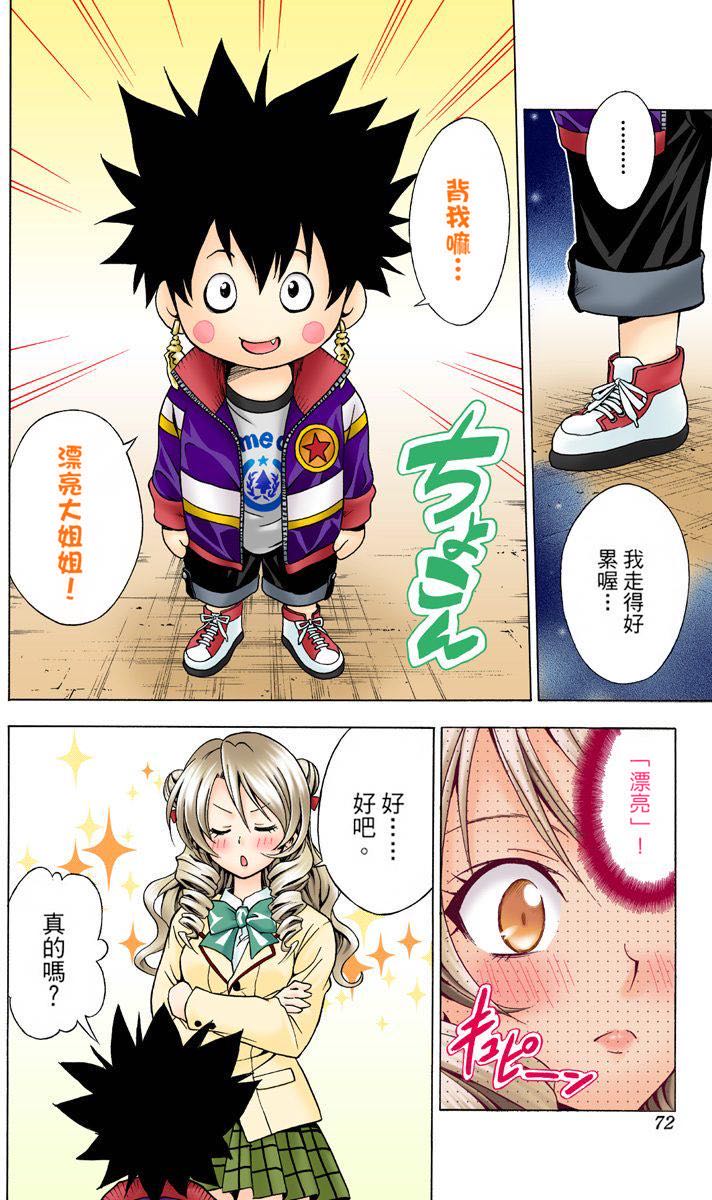 ………
我走得好
累喔…
背我嘛…
漂亮大姐姐！
ちょこん
「漂亮」！
キュピーン
好……
好吧。
真的嗎？
72